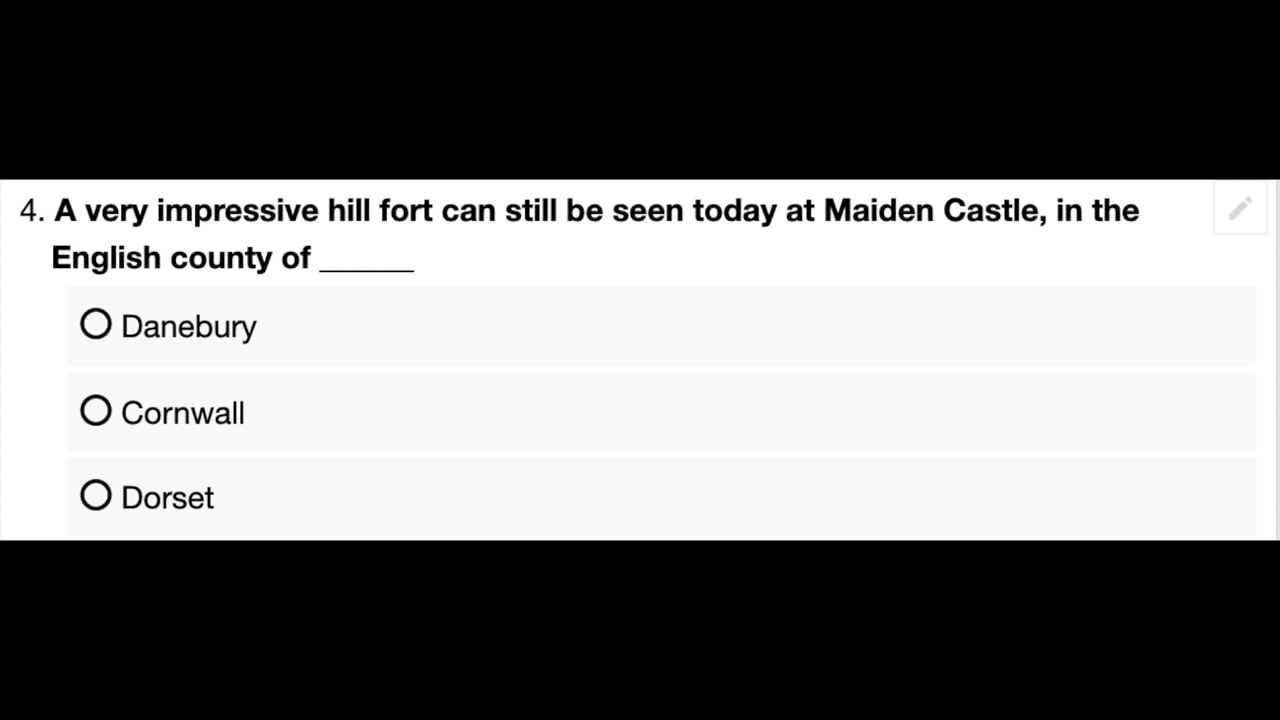 4. A very impressive hill fort can still be seen today at Maiden Castle, in the
English county of ______
Danebury
Cornwall
Dorset